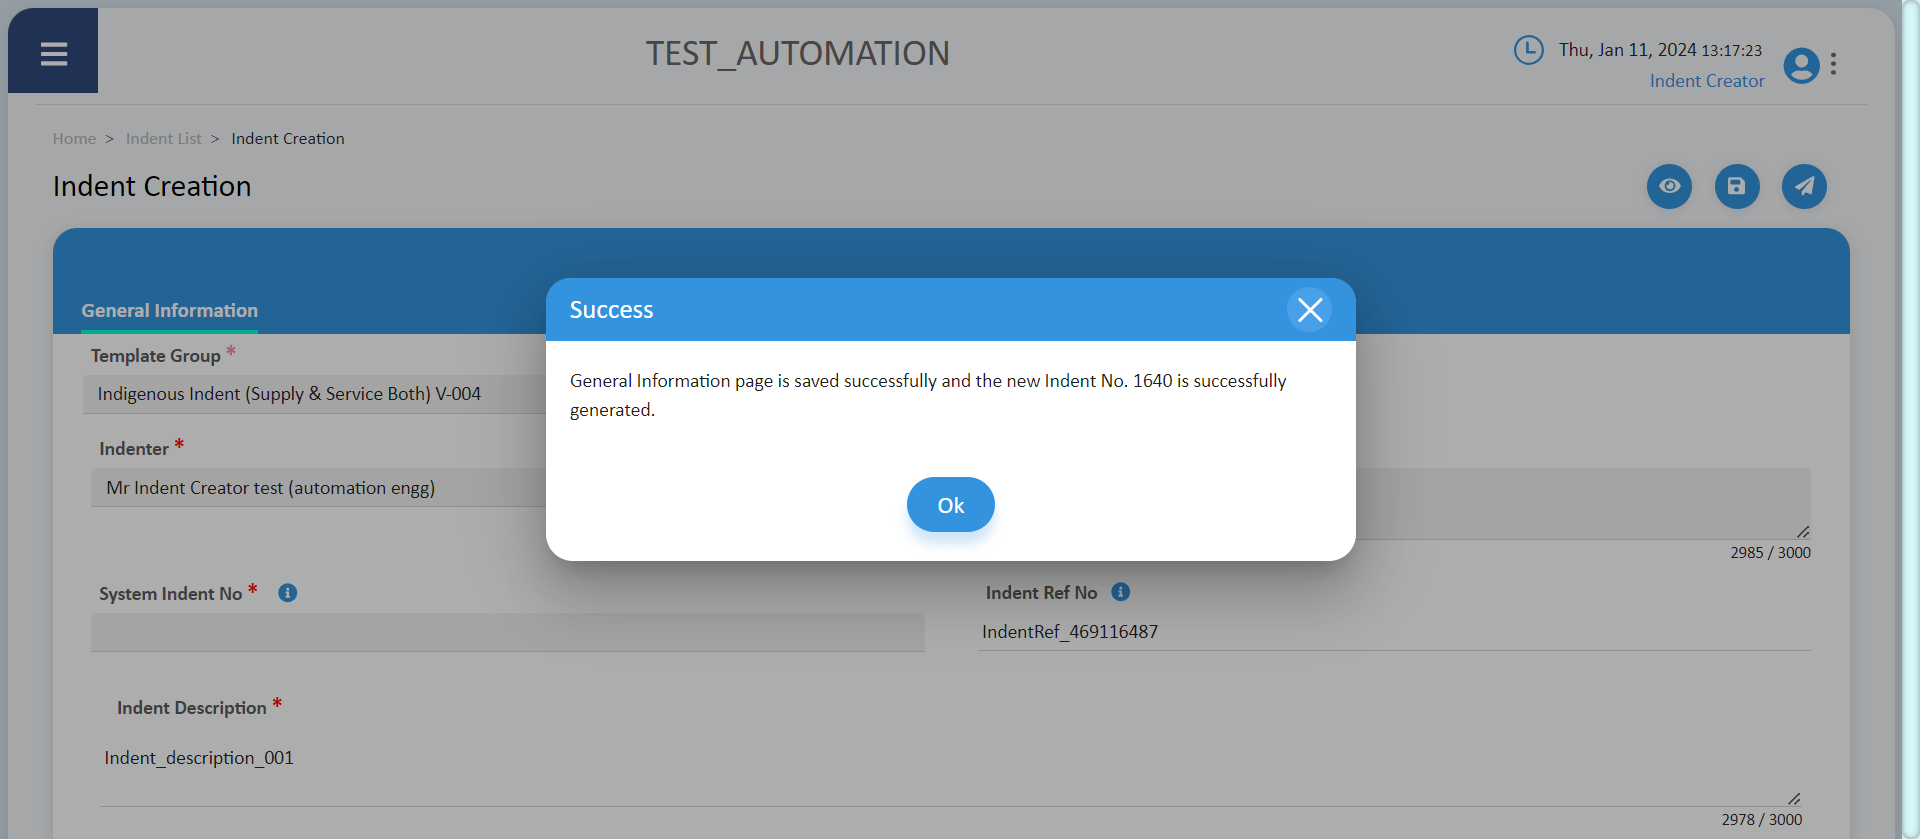 TEST_AUTOMATION
Thu, Jan 11, 2024 13:17:23
Indent Creator
Home > Indent List > Indent Creation
Indent Creation
General Information
Template Group *
Indigenous Indent (Supply & Service Both) V-004
Success
General Information page is saved successfully and the new Indent No. 1640 is successfully
generated.
Ok
Indenter *
Mr Indent Creator test (automation engg)
2985 / 3000
System Indent No *
Indent Ref No
IndentRef_469116487
Indent Description *
Indent_description_001
2978 / 3000